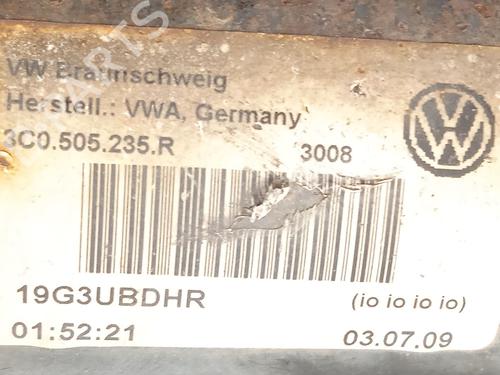 VW Braunschweig
Herstell.: VWA, Germany
3C0.505.235.R 3008
19G3UBDHR (io io io io)
01:52:21 03.07.09